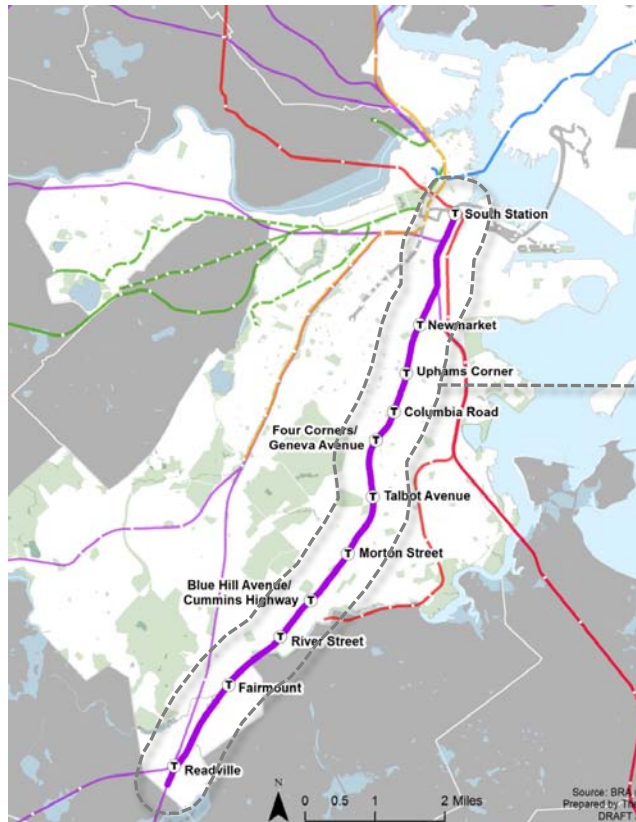 T South Station
T Newmarket
T Uphams Corner
T Columbia Road
Four Corners/
Geneva Avenue T
T Talbot Avenue
T Morton Street
Blue Hill Avenue/
Cummins Highway T
T River Street
T Fairmount
T Readville
N
0 0.5 1 2 Miles
Source: BRA
Prepared by
DRAFT